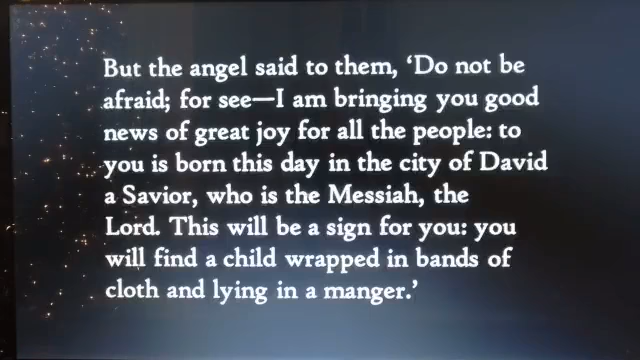 But the angel said to them, ‘Do not be
afraid; for see—I am bringing you good
news of great joy for all the people: to
you is born this day in the city of David
a Savior, who is the Messiah, the
Lord. This will be a sign for you: you
will find a child wrapped in bands of
cloth and lying in a manger.’